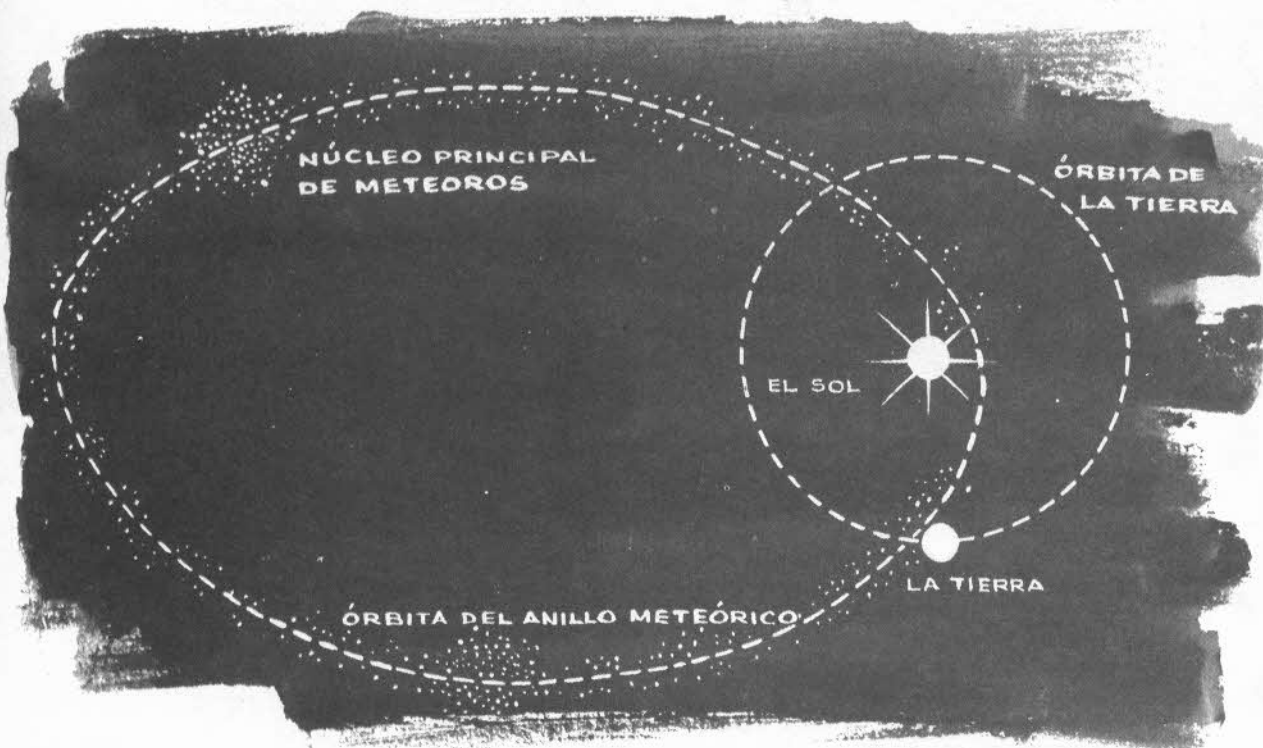 NÚCLEO PRINCIPAL
DE METEOROS
ÓRBITA DE
LA TIERRA
EL SOL
LA TIERRA
ÓRBITA DEL ANILLO METEÓRICO